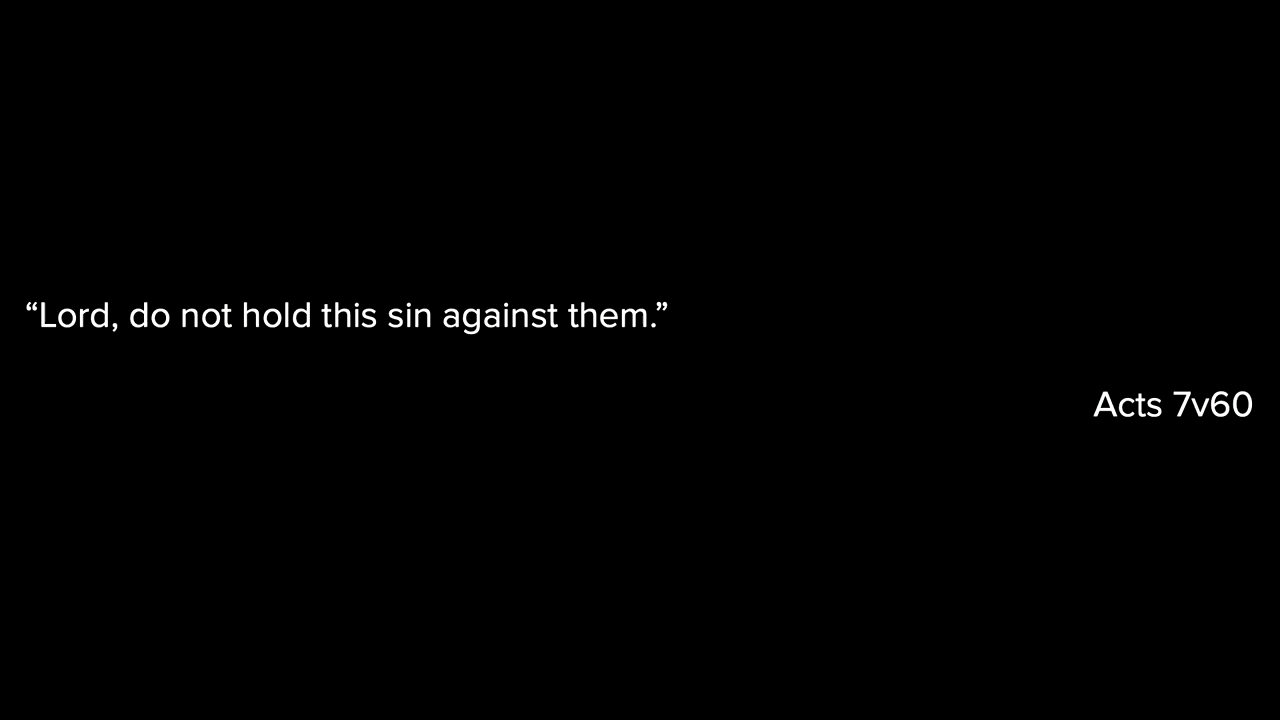 “Lord, do not hold this sin against them.”
Acts 7v60